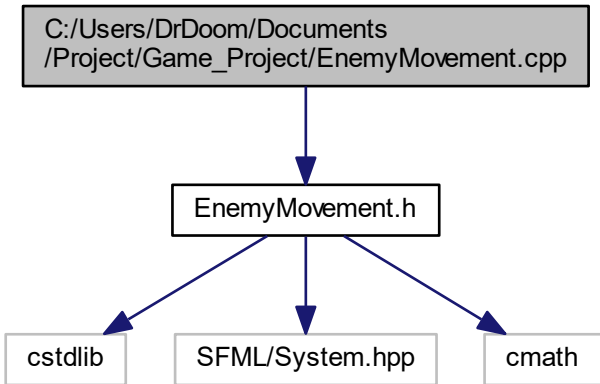 C:/Users/DrDoom/Documents
/Project/Game_Project/EnemyMovement.cpp
EnemyMovement.h
cstdlib
SFML/System.hpp
cmath